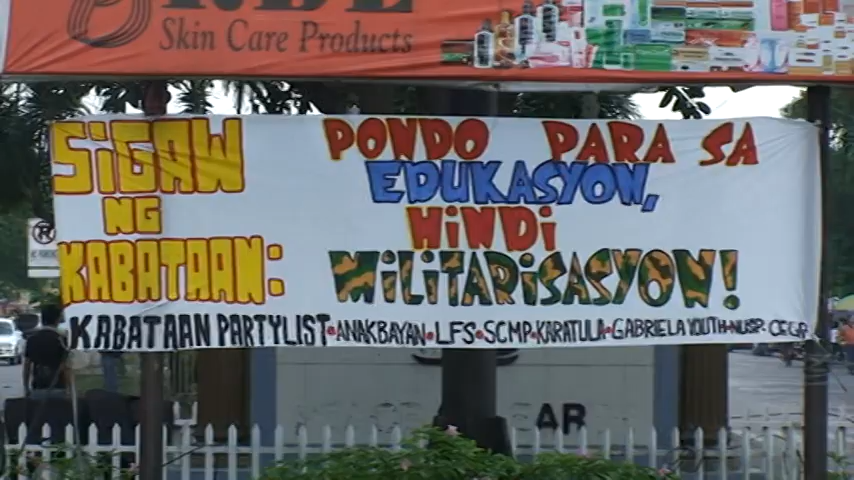 Skin Care Products
SiGAW
NG
KABATAAN:
PONDO PARA SA
EDUKASYON,
HiNDi
MiLiTARiSASYON!
KABATAAN PARTYLIST•ANAKBAYAN•LFS•SCMP•KARATULA•GABRIELA YOUTH•NUSP•CEGP
AR